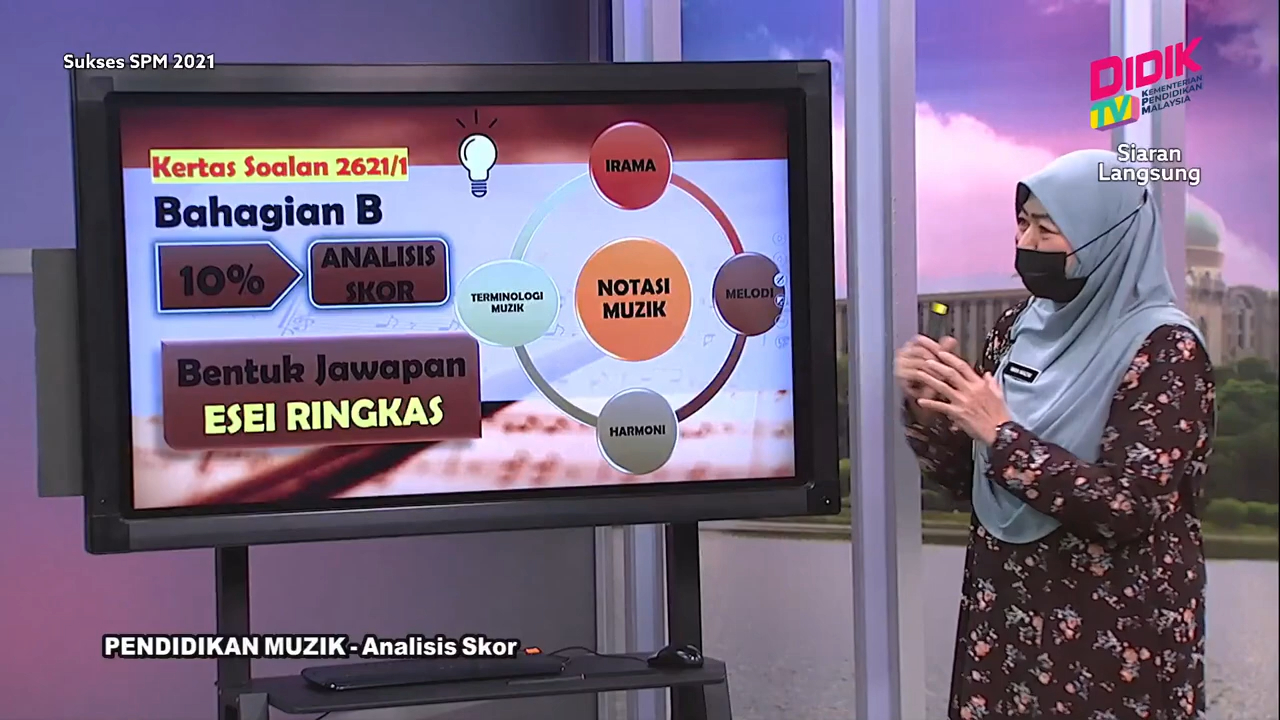 Sukses SPM 2021
DIDIK
TV
KEMENTERIAN
PENDIDIKAN
MALAYSIA
Siaran
Langsung
Kertas Soalan 2621/1
Bahagian B
10%
ANALISIS
SKOR
Bentuk Jawapan
ESEI RINGKAS
IRAMA
TERMINOLOGI
MUZIK
NOTASI
MUZIK
MELODI
HARMONI
PENDIDIKAN MUZIK - Analisis Skor